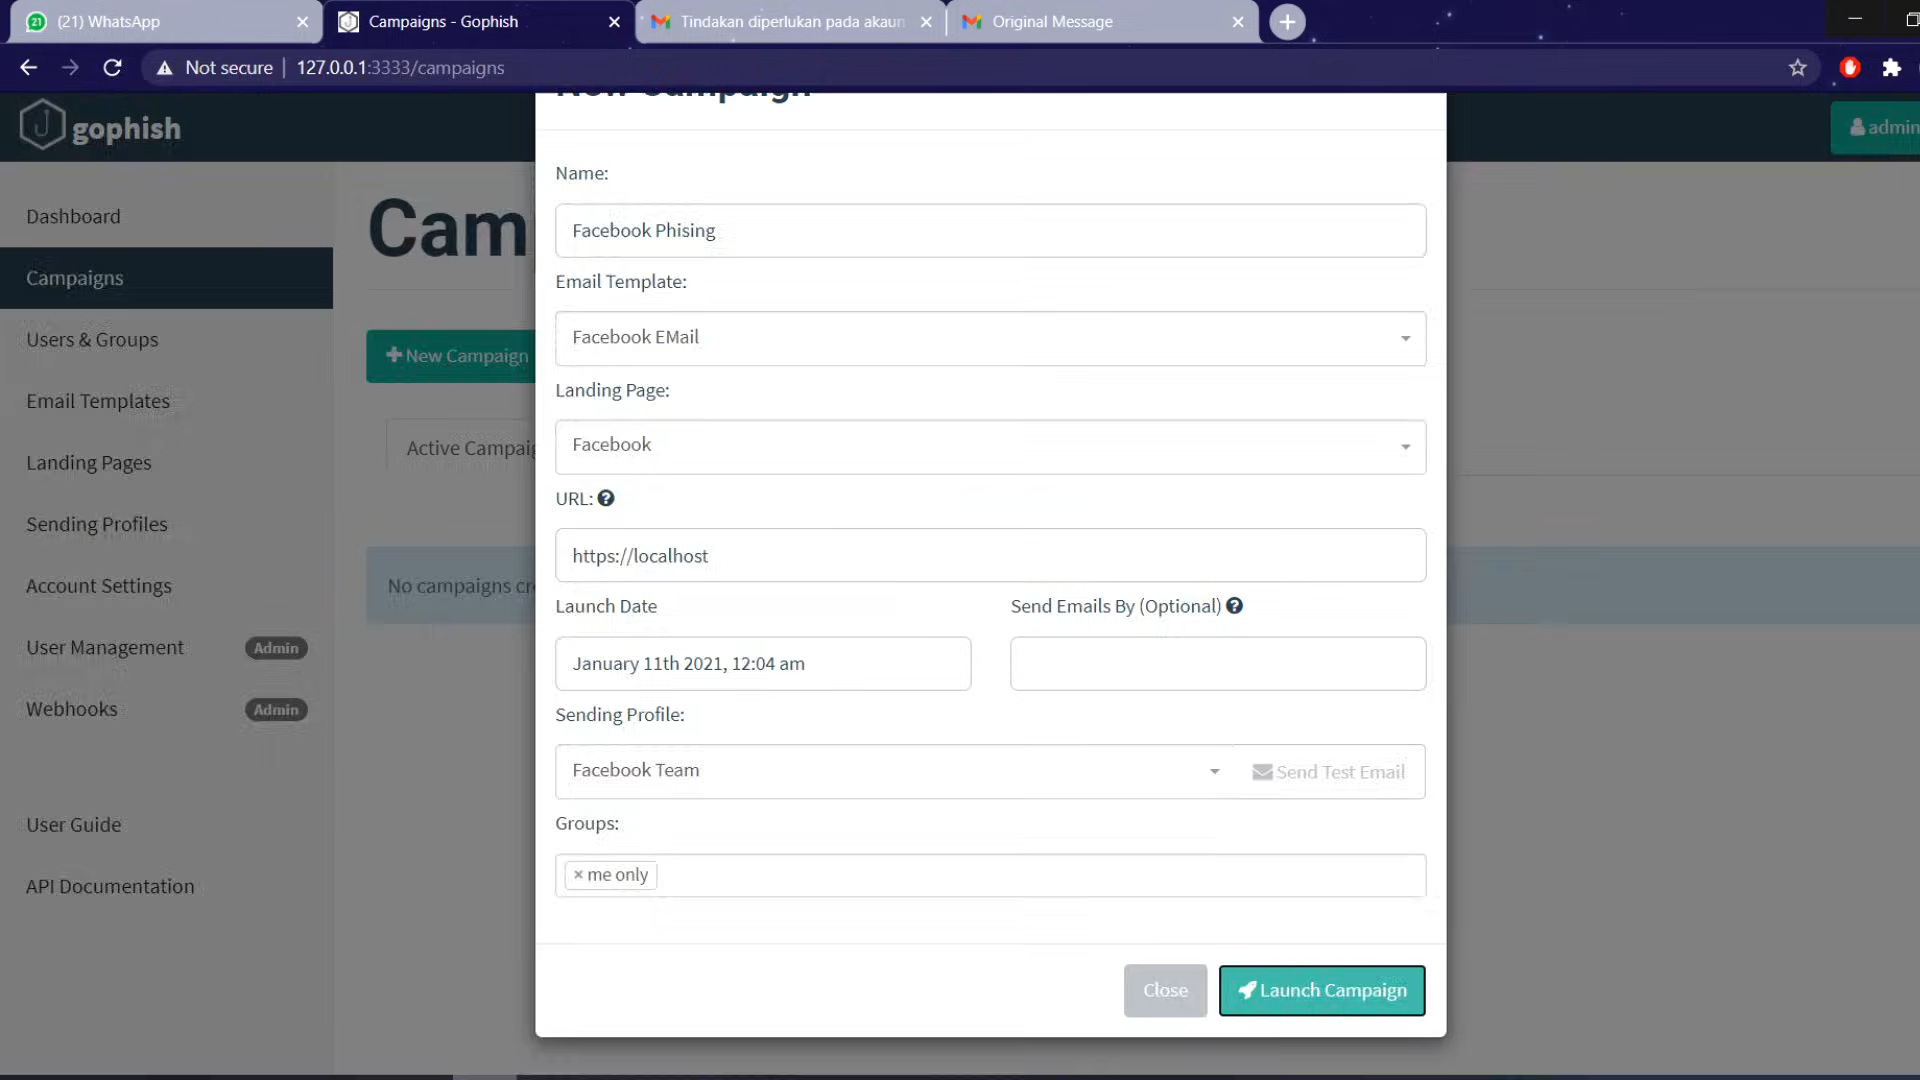 (21) WhatsApp
Campaigns - Gophish
Tindakan diperlukan pada akaun
Original Message
Not secure
127.0.0.1:3333/campaigns
gophish
admin
Dashboard
Campaigns
Users & Groups
Email Templates
Landing Pages
Sending Profiles
Account Settings
User Management Admin
Webhooks Admin
User Guide
API Documentation
Cam
New Campaign
Active Campaig
No campaigns cr
New Campaign
Name:
Facebook Phising
Email Template:
Facebook EMail
Landing Page:
Facebook
URL:
https://localhost
Launch Date
Send Emails By (Optional)
January 11th 2021, 12:04 am
Sending Profile:
Facebook Team
Send Test Email
Groups:
× me only
Close
Launch Campaign